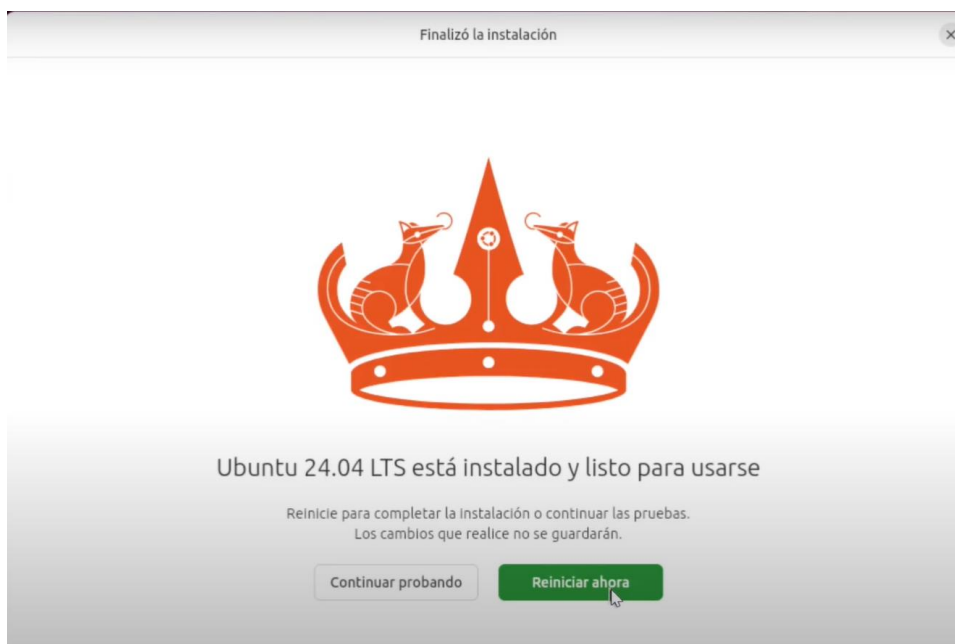 Finalizó la instalación
Ubuntu 24.04 LTS está instalado y listo para usarse
Reinicie para completar la instalación o continuar las pruebas.
Los cambios que realice no se guardarán.
Continuar probando
Reiniciar ahora